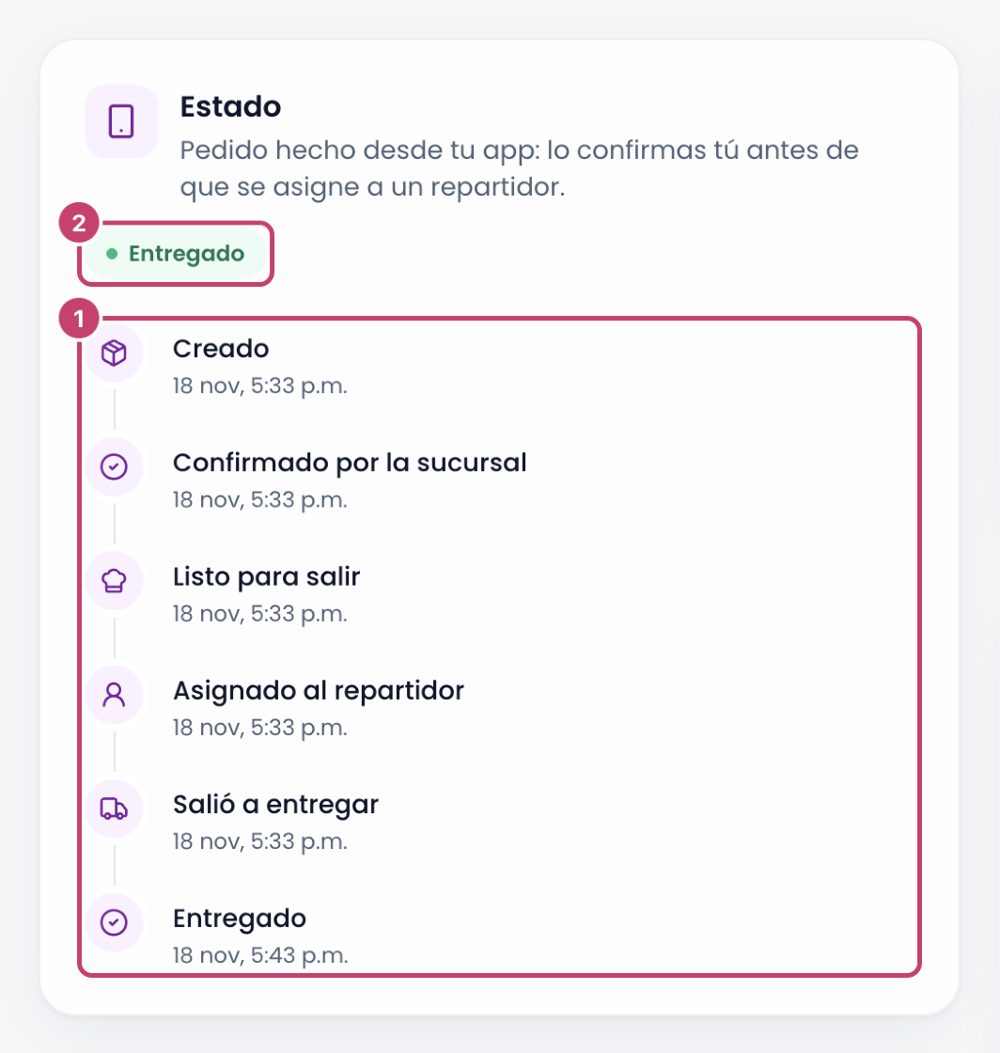 Estado
Pedido hecho desde tu app: lo confirmas tú antes de
que se asigne a un repartidor.
2
Entregado
1
Creado
18 nov, 5:33 p.m.
Confirmado por la sucursal
18 nov, 5:33 p.m.
Listo para salir
18 nov, 5:33 p.m.
Asignado al repartidor
18 nov, 5:33 p.m.
Salió a entregar
18 nov, 5:33 p.m.
Entregado
18 nov, 5:43 p.m.